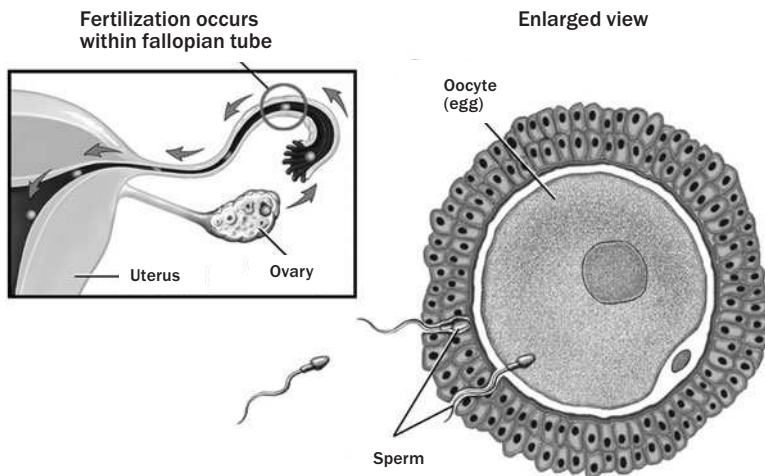 Fertilization occurs
within fallopian tube
Enlarged view
Oocyte
(egg)
Uterus
Ovary
Sperm